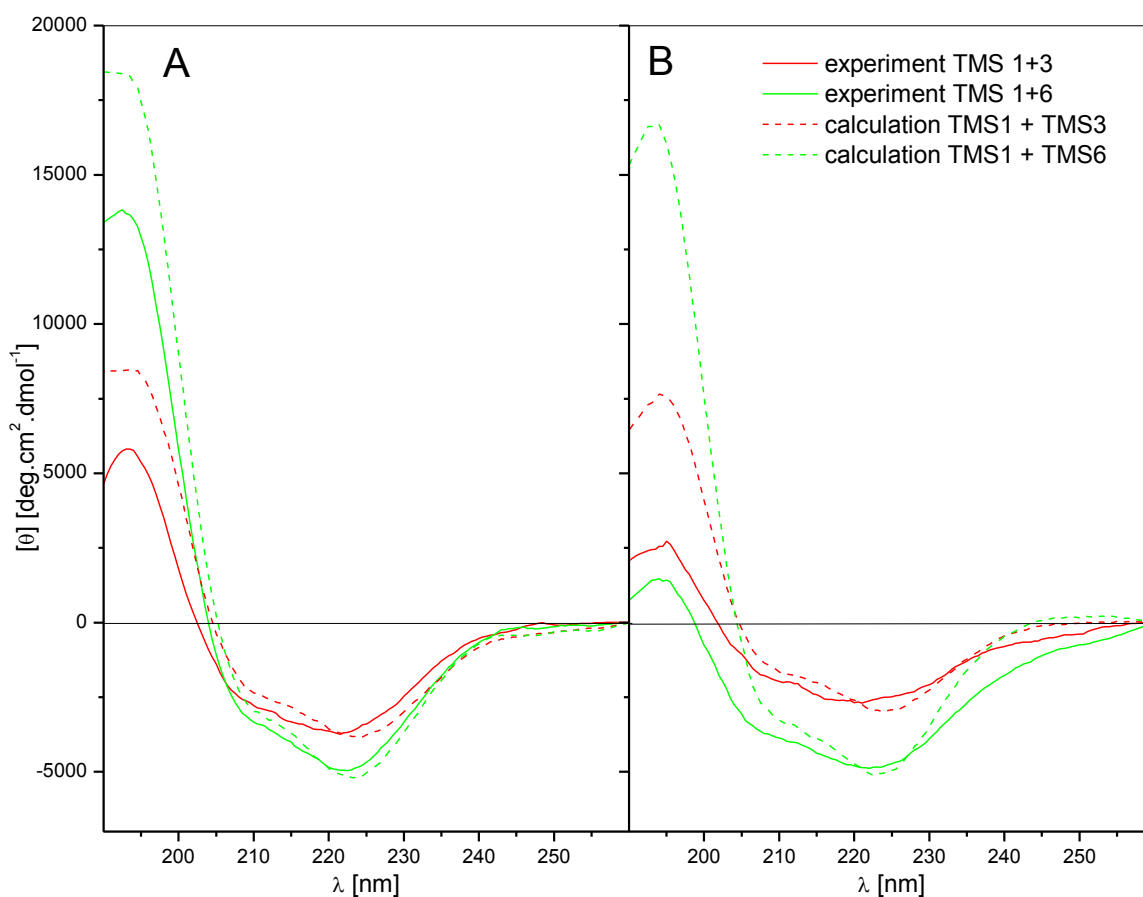 A
B
experiment TMS 1+3
experiment TMS 1+6
calculation TMS1 + TMS3
calculation TMS1 + TMS6
[θ] [deg.cm².dmol⁻¹]
20000
15000
10000
5000
0
-5000
200 210 220 230 240 250
200 210 220 230 240 250
λ [nm]
λ [nm]